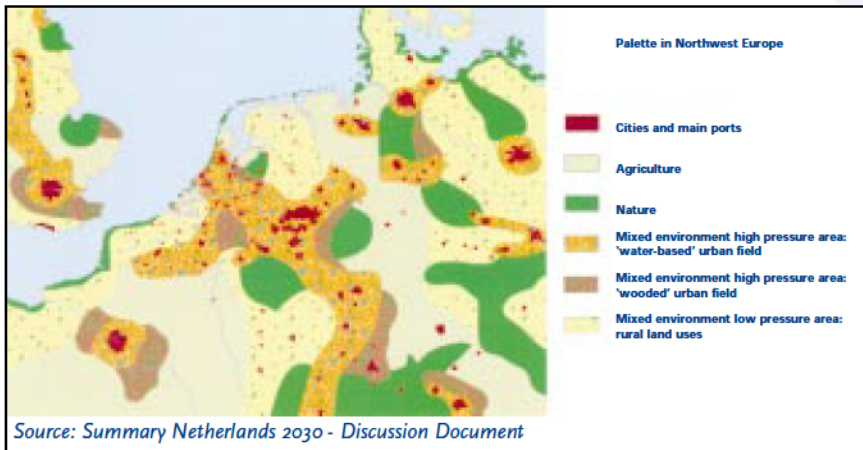 Palette in Northwest Europe
Cities and main ports
Agriculture
Nature
Mixed environment high pressure area:
'water-based' urban field
Mixed environment high pressure area:
'wooded' urban field
Mixed environment low pressure area:
rural land uses
Source: Summary Netherlands 2030 - Discussion Document